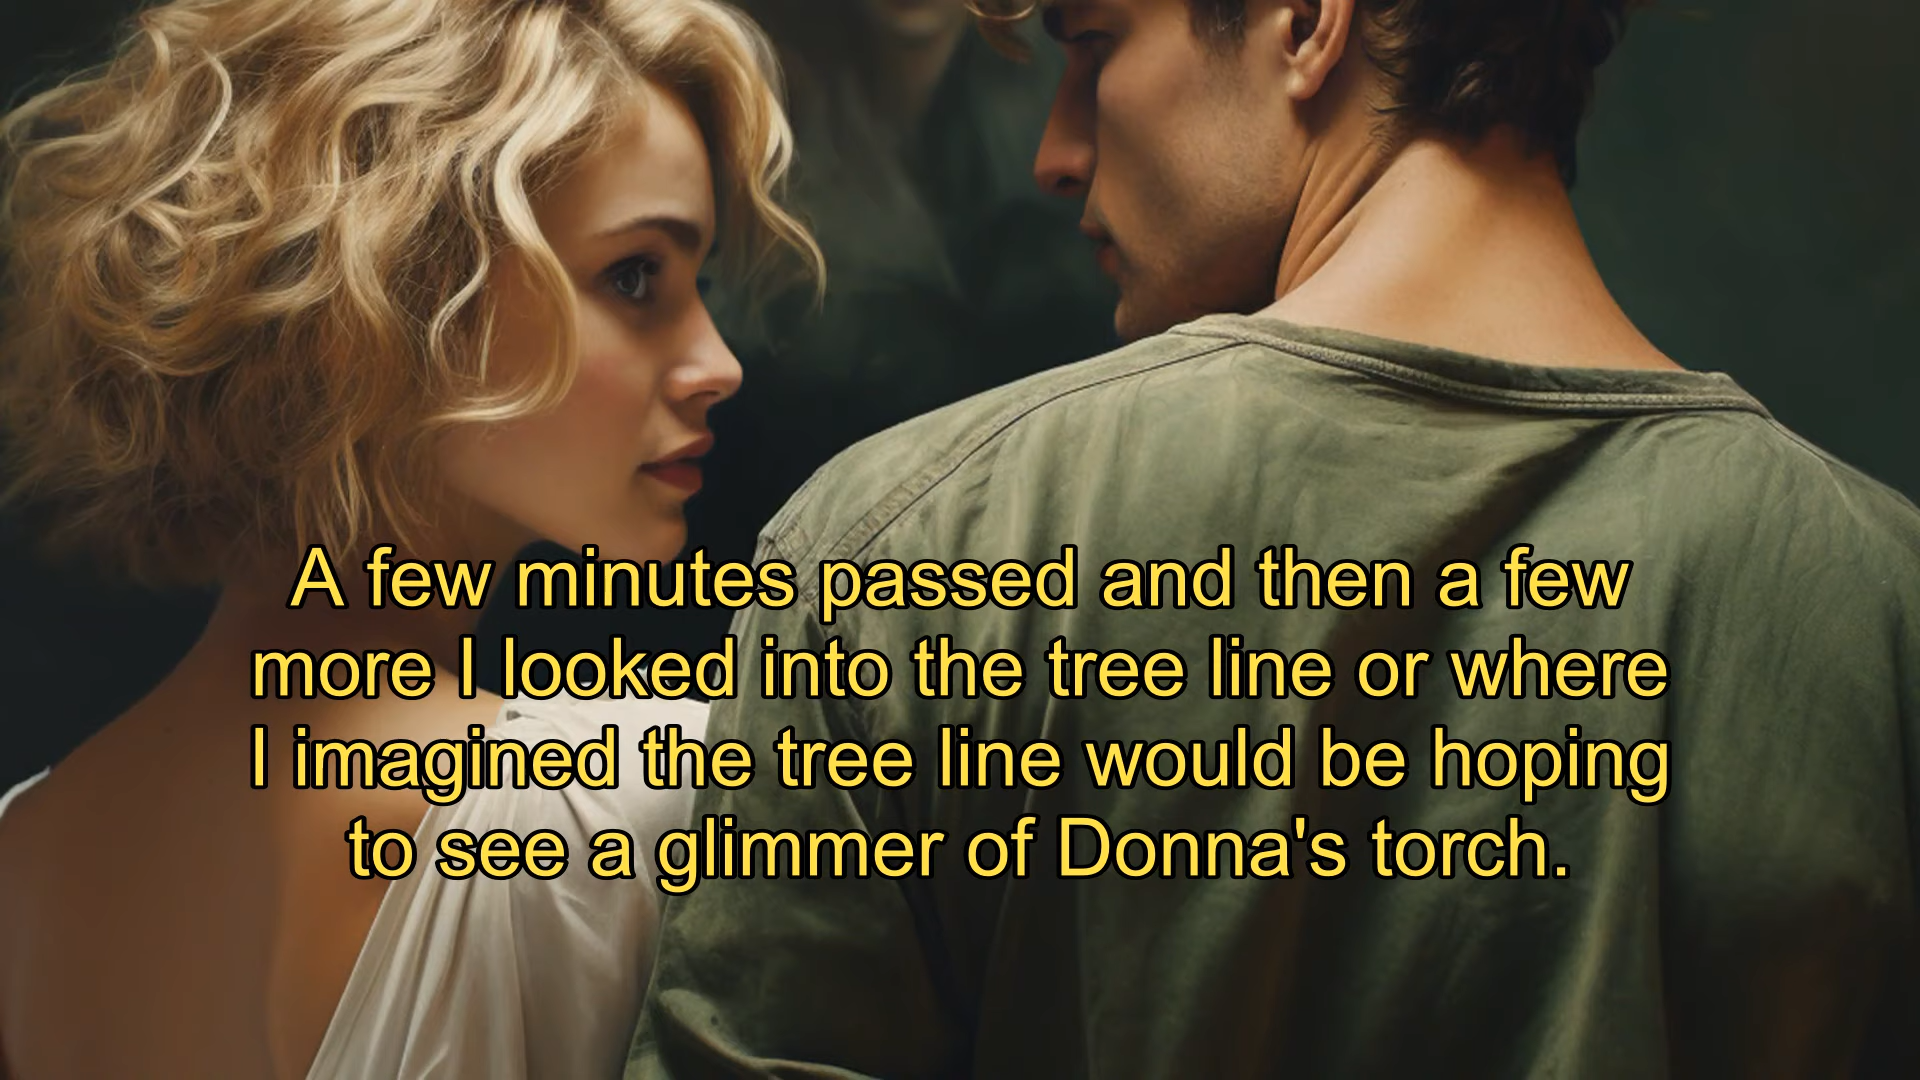 A few minutes passed and then a few
more I looked into the tree line or where
I imagined the tree line would be hoping
to see a glimmer of Donna's torch.